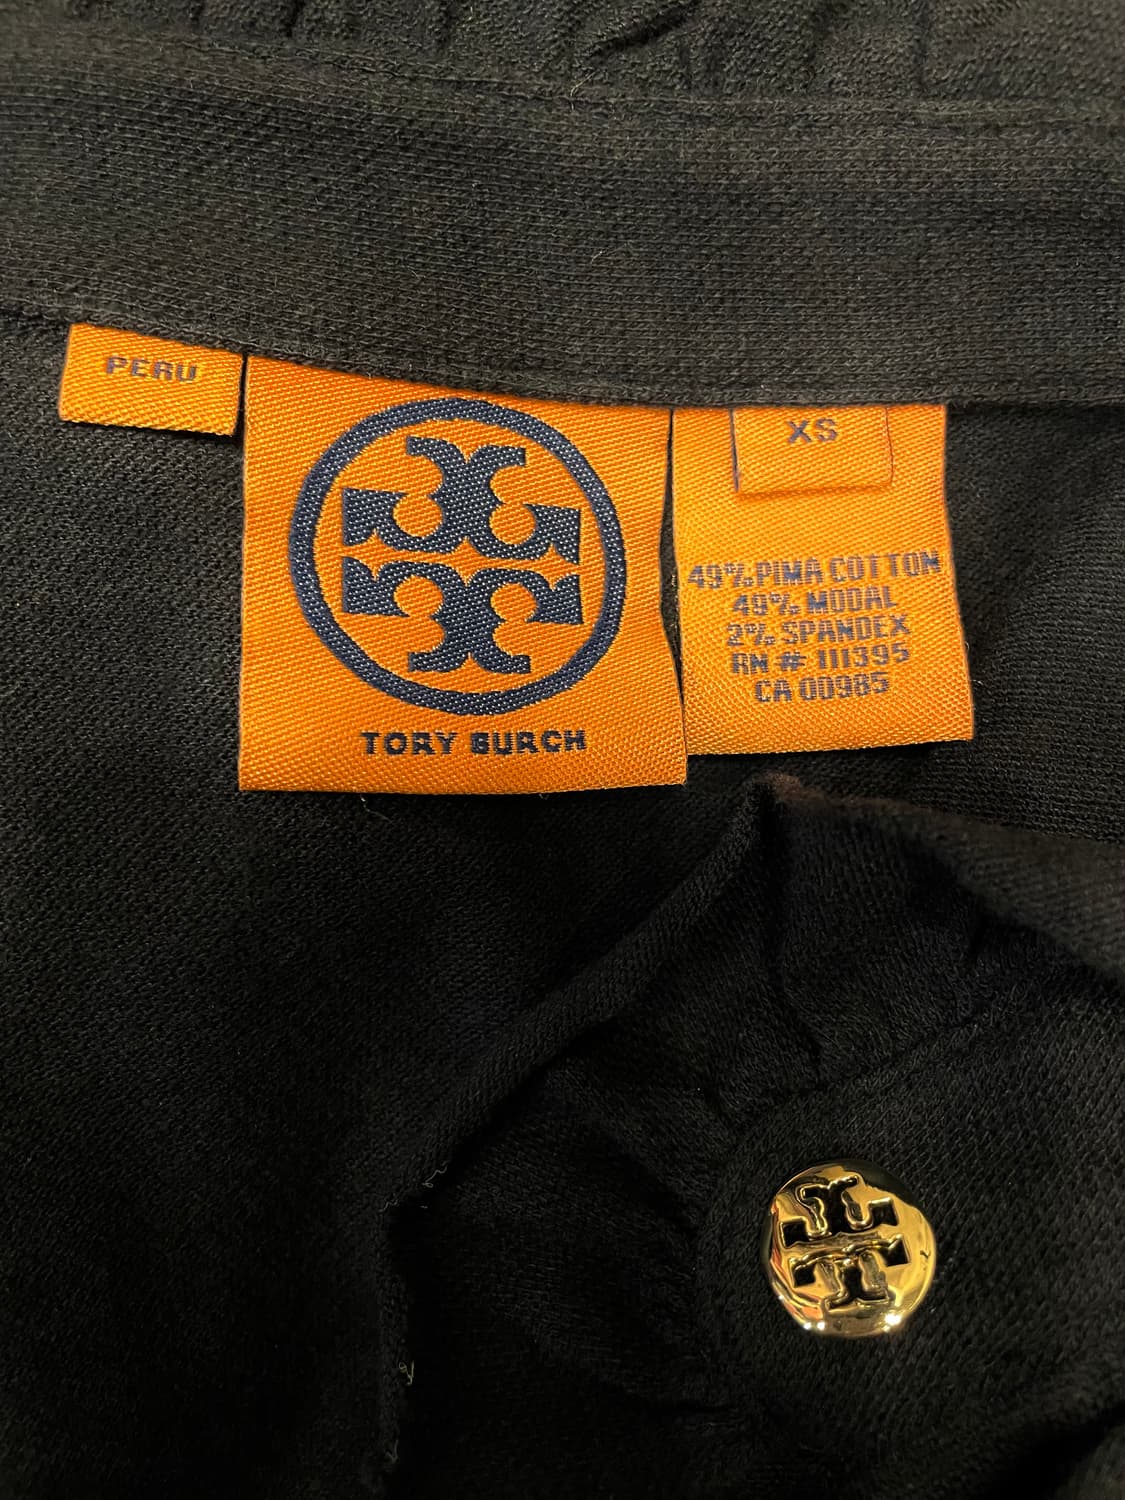 PERU
TORY BURCH
XS
49% PIMA COTTON
49% MODAL
2% SPANDEX
RN # 111395
CA 00985